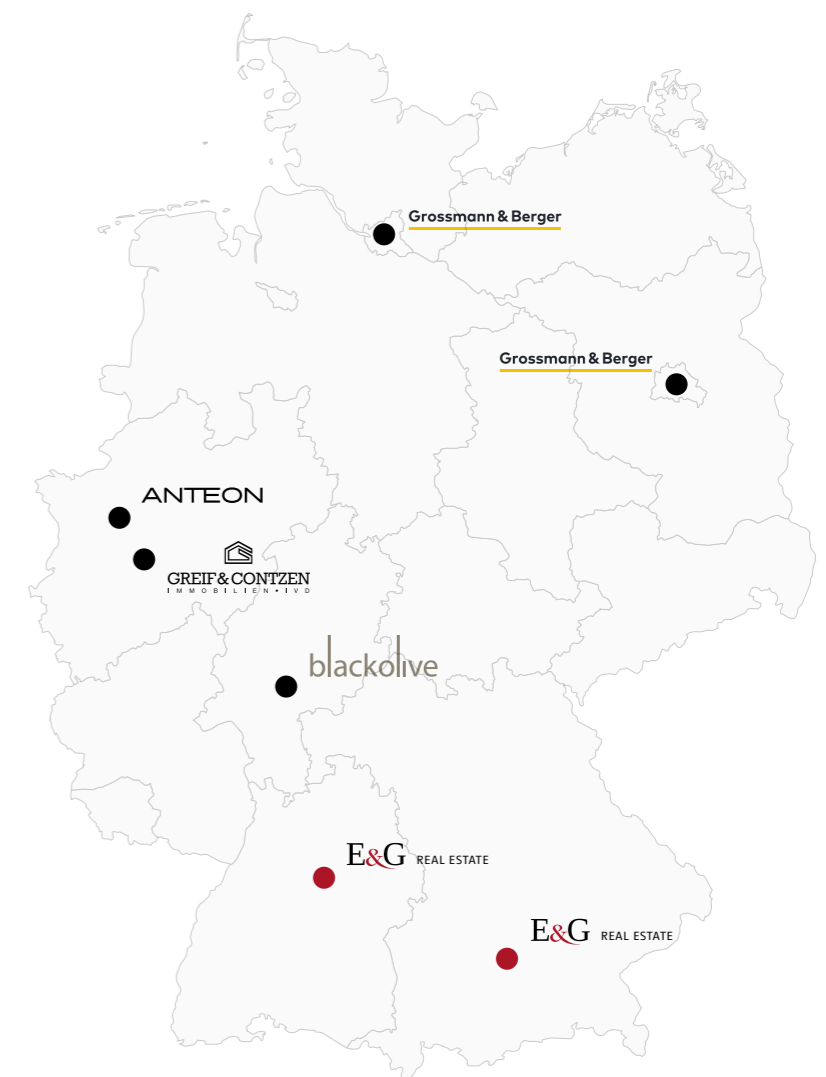 Grossmann & Berger
Grossmann & Berger
ANTEON
GREIF & CONTZEN
IMMOBILIEN • IVD
blackolive
E&G REAL ESTATE
E&G REAL ESTATE